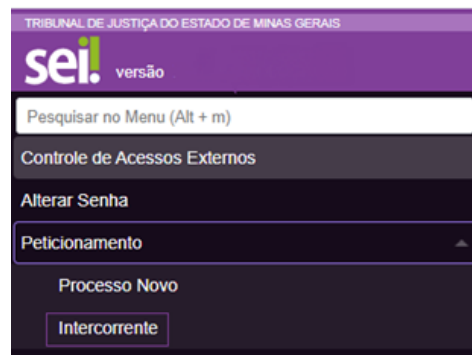 TRIBUNAL DE JUSTIÇA DO ESTADO DE MINAS GERAIS
sei! versão
Pesquisar no Menu (Alt + m)
Controle de Acessos Externos
Alterar Senha
Peticionamento
Processo Novo
Intercorrente